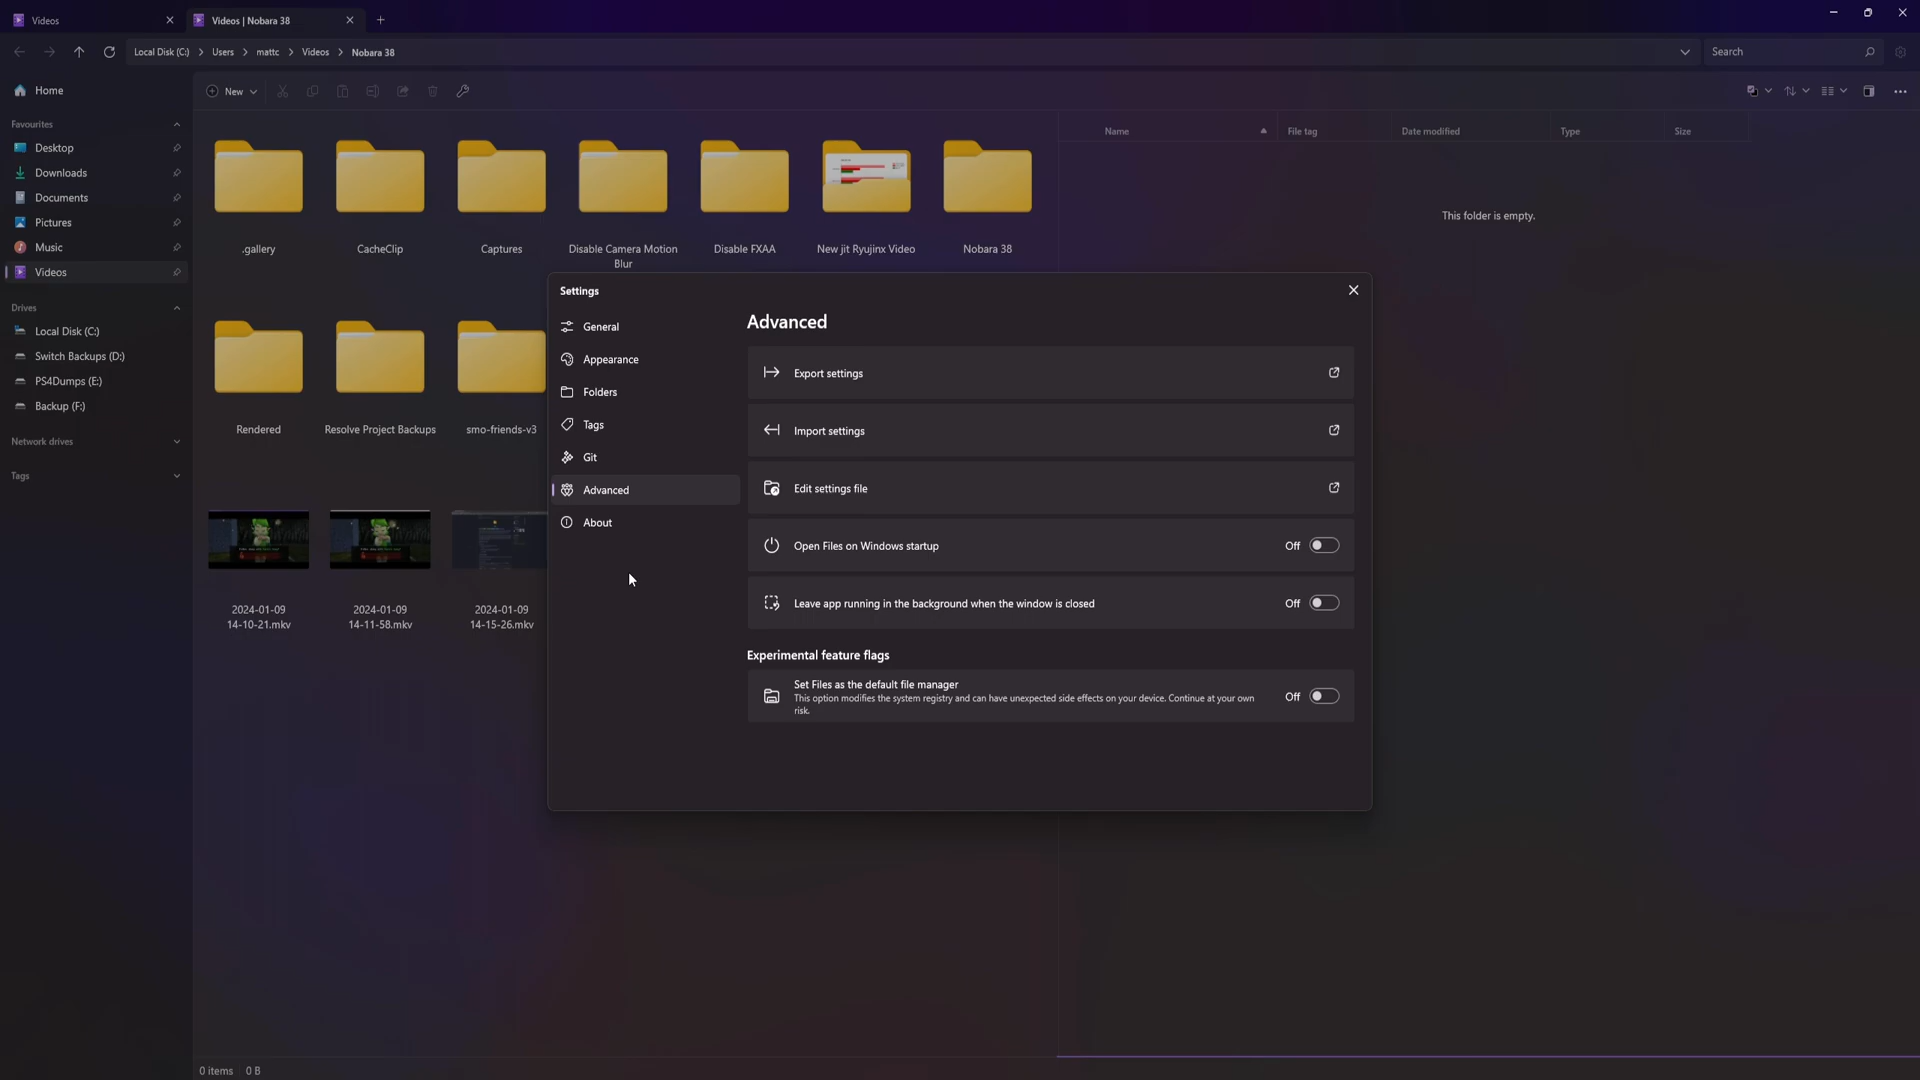 Videos
Videos | Nobara 38
Local Disk (C:) > Users > mattc > Videos > Nobara 38
Search
Home
New
Favourites
Desktop
Downloads
Documents
Pictures
Music
Videos
Drives
Local Disk (C:)
Switch Backups (D:)
PS4Dumps (E:)
Backup (F:)
Network drives
Tags
.gallery
CacheClip
Captures
Disable Camera Motion
Blur
Disable FXAA
New jit Ryujinx Video
Nobara 38
Rendered
Resolve Project Backups
smo-friends-v3
2024-01-09
14-10-21.mkv
2024-01-09
14-11-58.mkv
2024-01-09
14-15-26.mkv
Name
File tag
Date modified
Type
Size
This folder is empty.
Settings
General
Appearance
Folders
Tags
Git
Advanced
About
Advanced
Export settings
Import settings
Edit settings file
Open Files on Windows startup
Off
Leave app running in the background when the window is closed
Off
Experimental feature flags
Set Files as the default file manager
This option modifies the system registry and can have unexpected side effects on your device. Continue at your own
risk.
Off
0 items
0 B